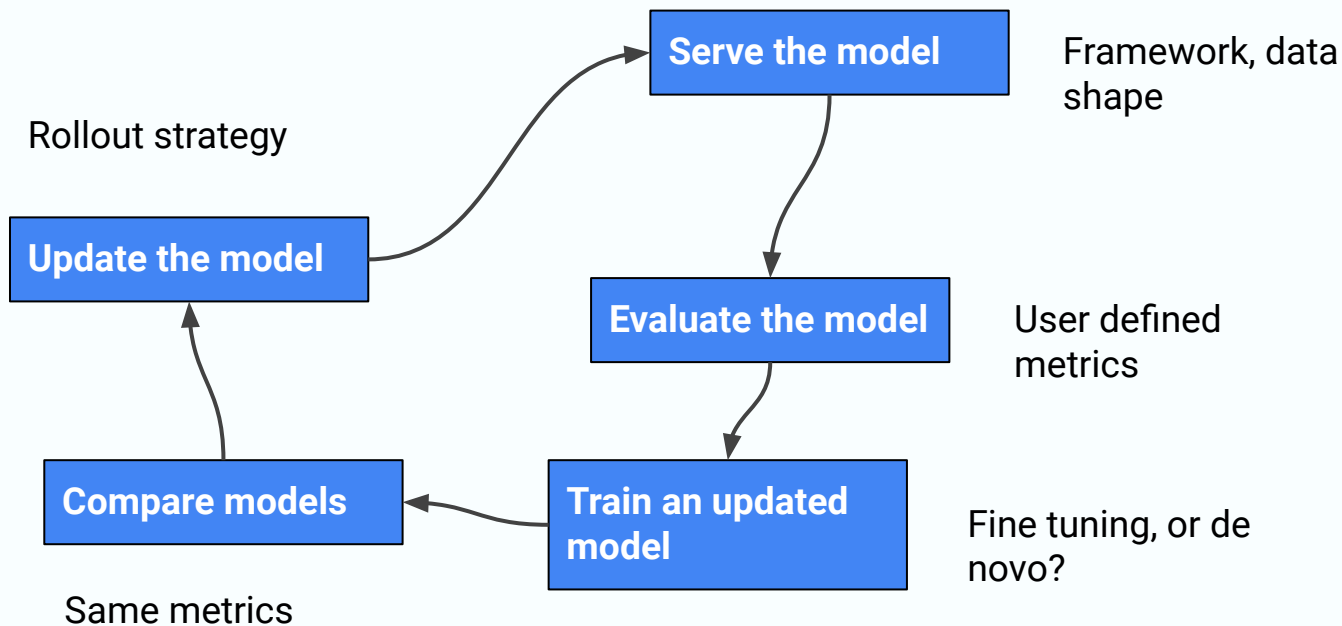 Serve the model
Framework, data
shape
Rollout strategy
Update the model
Evaluate the model
User defined
metrics
Compare models
Train an updated
model
Fine tuning, or de
novo?
Same metrics